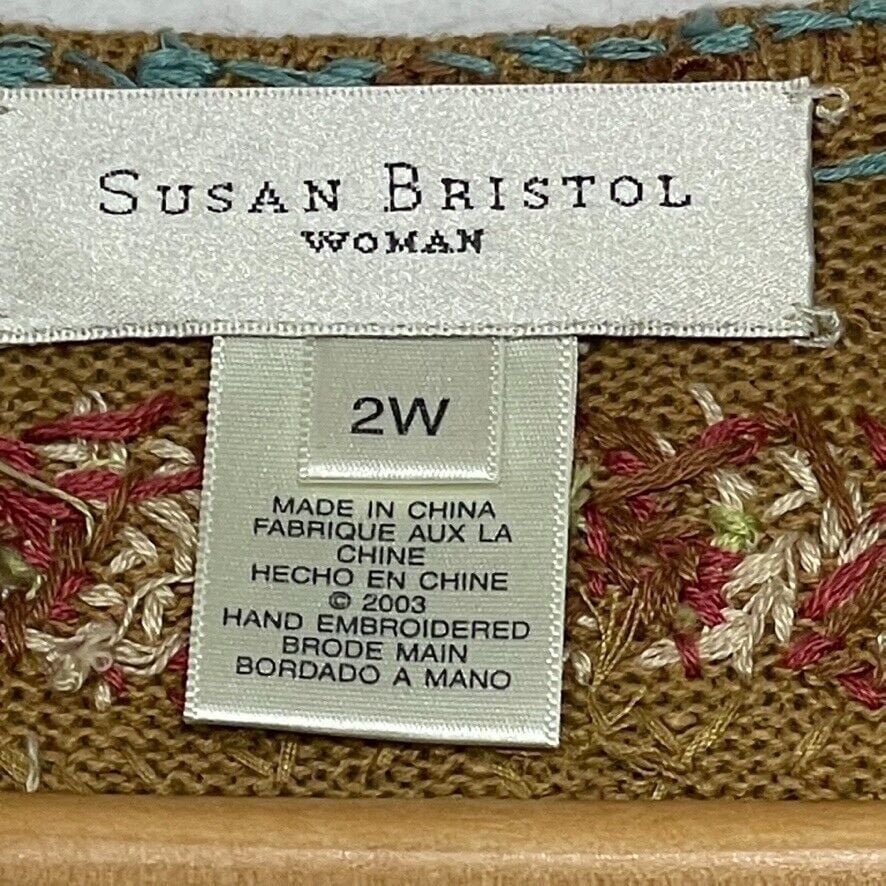 SUSAN BRISTOL
WOMAN
2W
MADE IN CHINA
FABRIQUE AUX LA
CHINE
HECHO EN CHINE
© 2003
HAND EMBROIDERED
BRODE MAIN
BORDADO A MANO